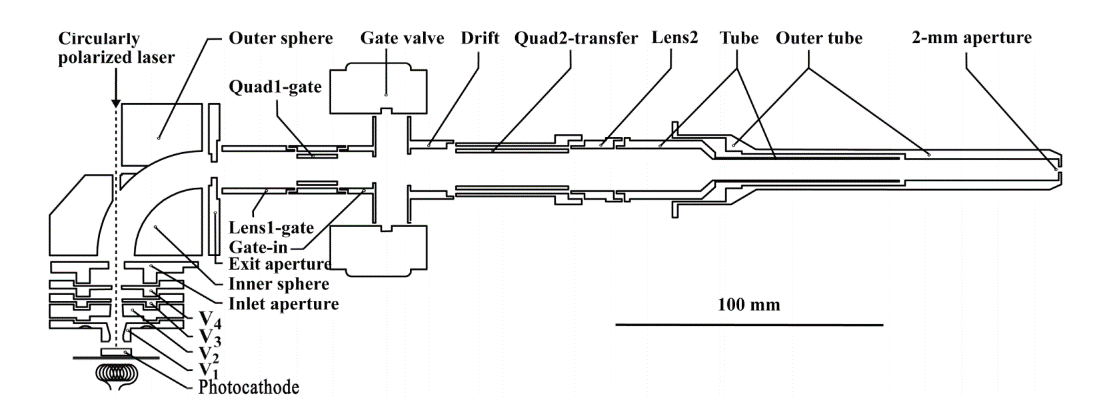 Circularly
polarized laser
Outer sphere
Gate valve
Drift
Quad2-transfer
Lens2
Tube
Outer tube
2-mm aperture
Quad1-gate
Lens1-gate
Gate-in
Exit aperture
Inner sphere
Inlet aperture
100 mm
V4
V3
V2
V1
Photocathode